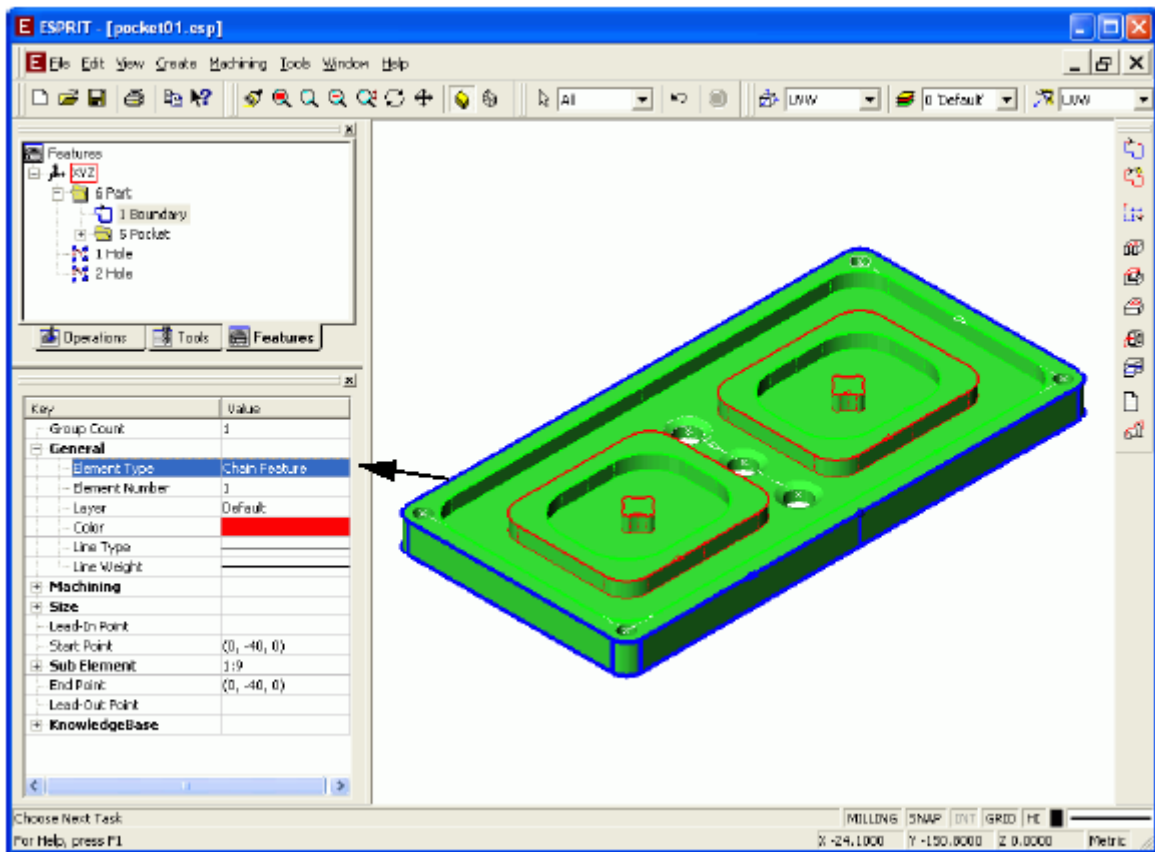 ESPRIT - [pocket01.esp]
File Edit View Create Machining Tools Window Help
All UVW 0 'Default' UVW
Features
XYZ
6 Part
1 Boundary
5 Pocket
1 Hole
2 Hole
Operations Tools Features
Key Value
Group Count 1
General
Element Type Chain Feature
Element Number 1
Layer Default
Color
Line Type
Line Weight
Machining
Size
Lead-In Point
Start Point (0, -40, 0)
Sub Element 1:9
End Point (0, -40, 0)
Lead-Out Point
KnowledgeBase
Choose Next Task MILLING SNAP INT GRID HI
For Help, press F1 X -24.1000 Y -150.8000 Z 0.0000 Metric